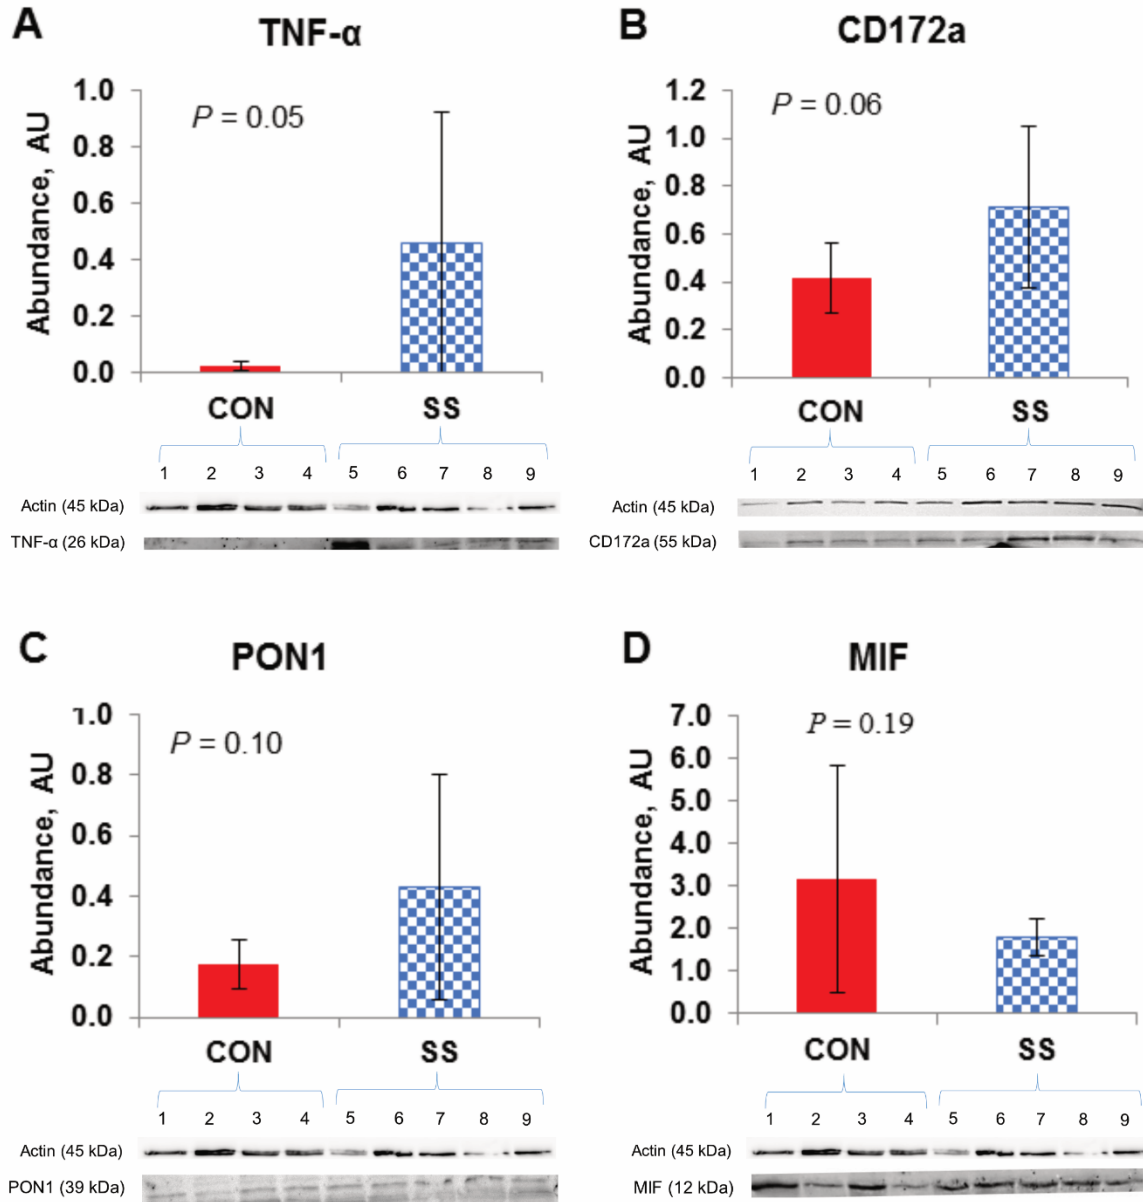 A
TNF-α
P = 0.05
Abundance, AU
1.0
0.8
0.6
0.4
0.2
0.0
CON SS
1 2 3 4 5 6 7 8 9
Actin (45 kDa)
TNF-α (26 kDa)
B
CD172a
P = 0.06
Abundance, AU
1.2
1.0
0.8
0.6
0.4
0.2
0.0
CON SS
1 2 3 4 5 6 7 8 9
Actin (45 kDa)
CD172a (55 kDa)
C
PON1
P = 0.10
Abundance, AU
1.0
0.8
0.6
0.4
0.2
0.0
CON SS
1 2 3 4 5 6 7 8 9
Actin (45 kDa)
PON1 (39 kDa)
D
MIF
P = 0.19
Abundance, AU
7.0
6.0
5.0
4.0
3.0
2.0
1.0
0.0
CON SS
1 2 3 4 5 6 7 8 9
Actin (45 kDa)
MIF (12 kDa)